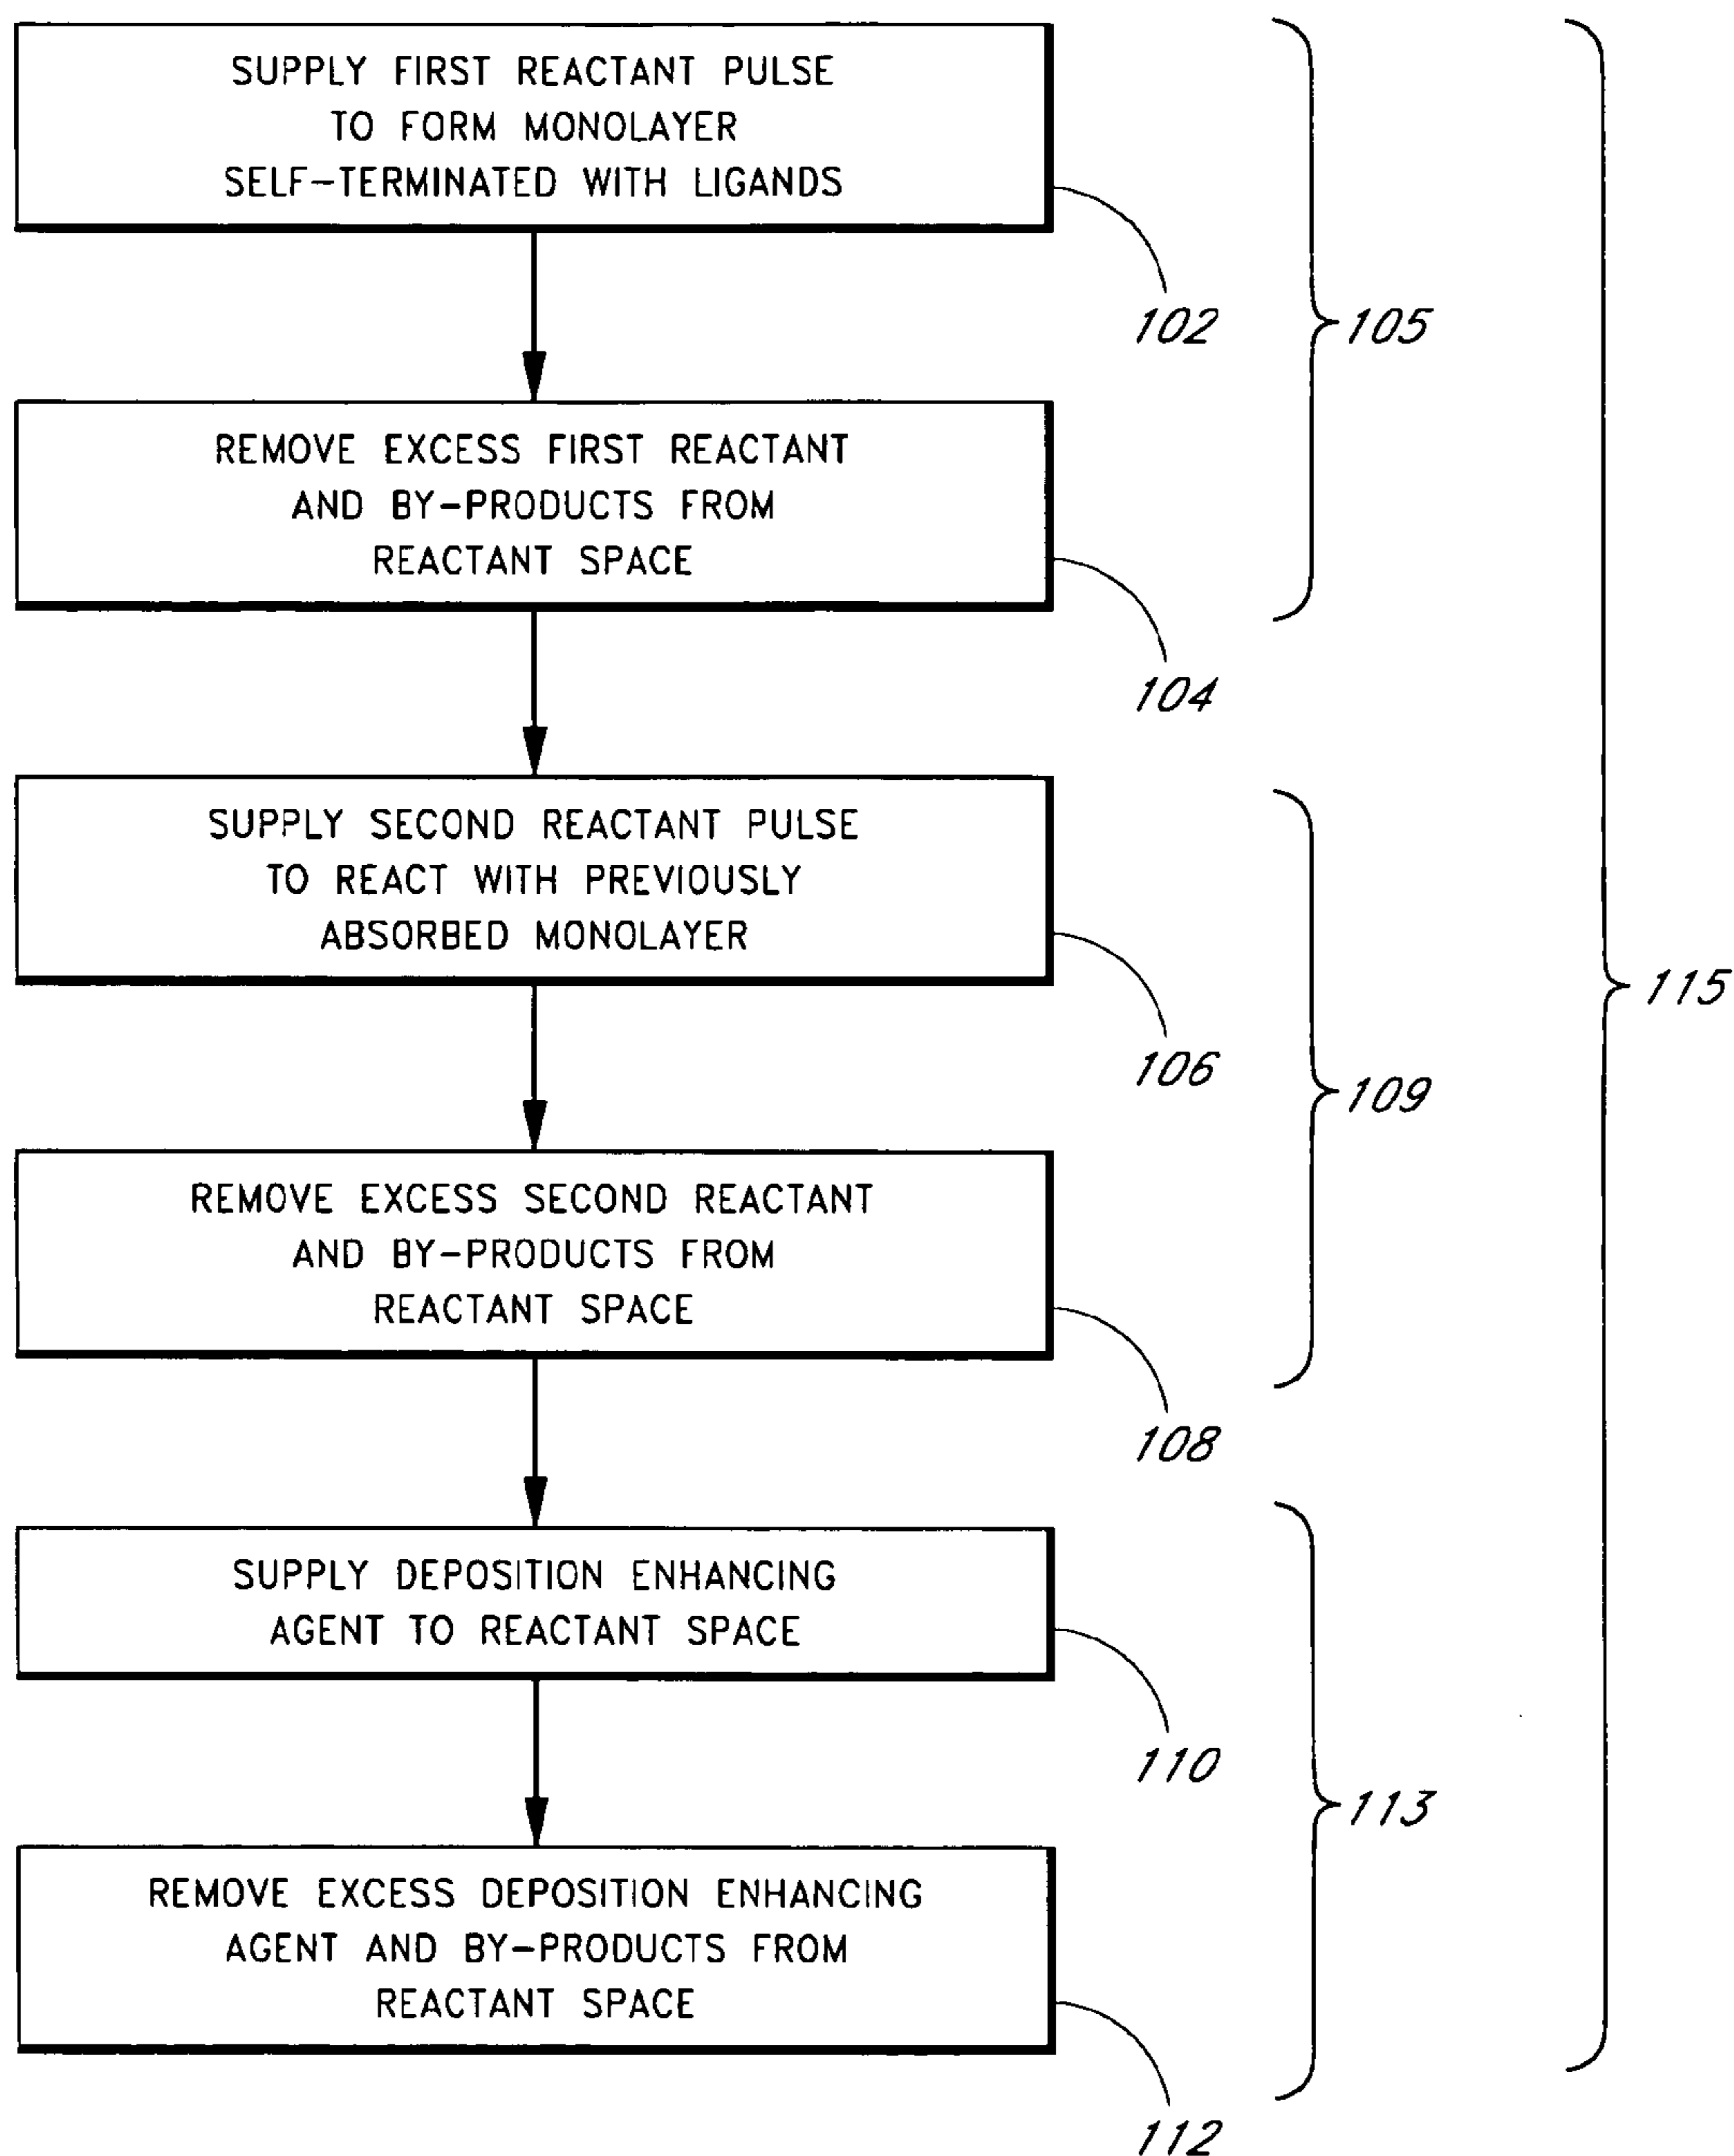 SUPPLY FIRST REACTANT PULSE
TO FORM MONOLAYER
SELF-TERMINATED WITH LIGANDS
102
105
REMOVE EXCESS FIRST REACTANT
AND BY-PRODUCTS FROM
REACTANT SPACE
104
SUPPLY SECOND REACTANT PULSE
TO REACT WITH PREVIOUSLY
ABSORBED MONOLAYER
115
106
109
REMOVE EXCESS SECOND REACTANT
AND BY-PRODUCTS FROM
REACTANT SPACE
108
SUPPLY DEPOSITION ENHANCING
AGENT TO REACTANT SPACE
110
113
REMOVE EXCESS DEPOSITION ENHANCING
AGENT AND BY-PRODUCTS FROM
REACTANT SPACE
112